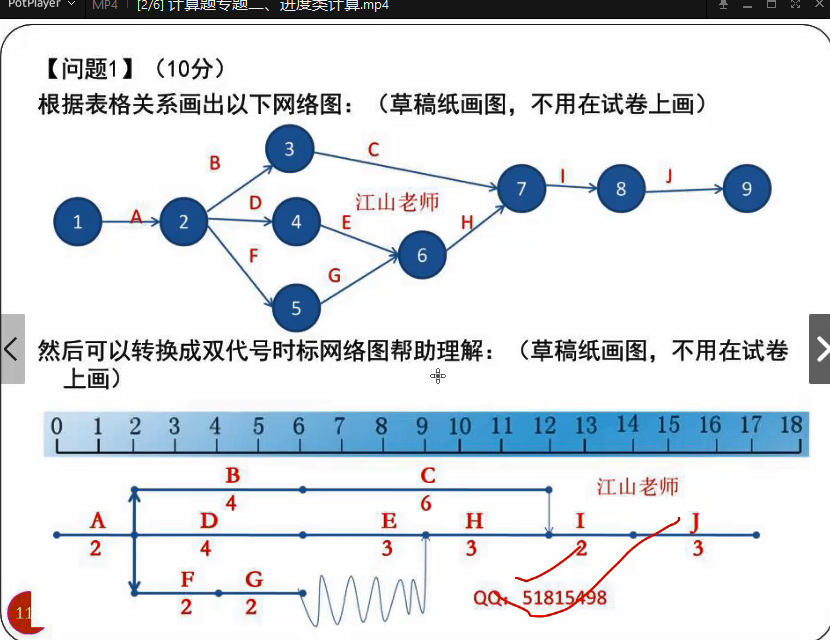 PotPlayer MP4 [2/6] 计算题专题二、进度类计算.mp4
【问题1】（10分）
根据表格关系画出以下网络图：（草稿纸画图，不用在试卷上画）
3
B
C
7
I
8
J
9
D
江山老师
1
A
2
4
E
H
F
6
G
5
然后可以转换成双代号时标网络图帮助理解：（草稿纸画图，不用在试卷
上画）
0 1 2 3 4 5 6 7 8 9 10 11 12 13 14 15 16 17 18
B C 江山老师
4 6
A D E H I J
2 4 3 3 2 3
F G
2 2
QQ：51815498
11